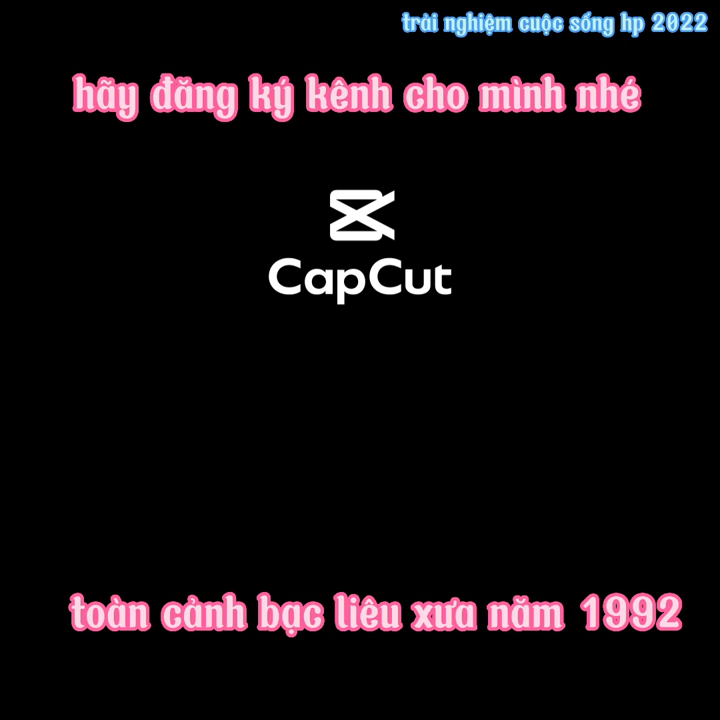 trải nghiệm cuộc sống hp 2022
hãy đăng ký kênh cho mình nhé
CapCut
toàn cảnh bạc liêu xưa năm 1992